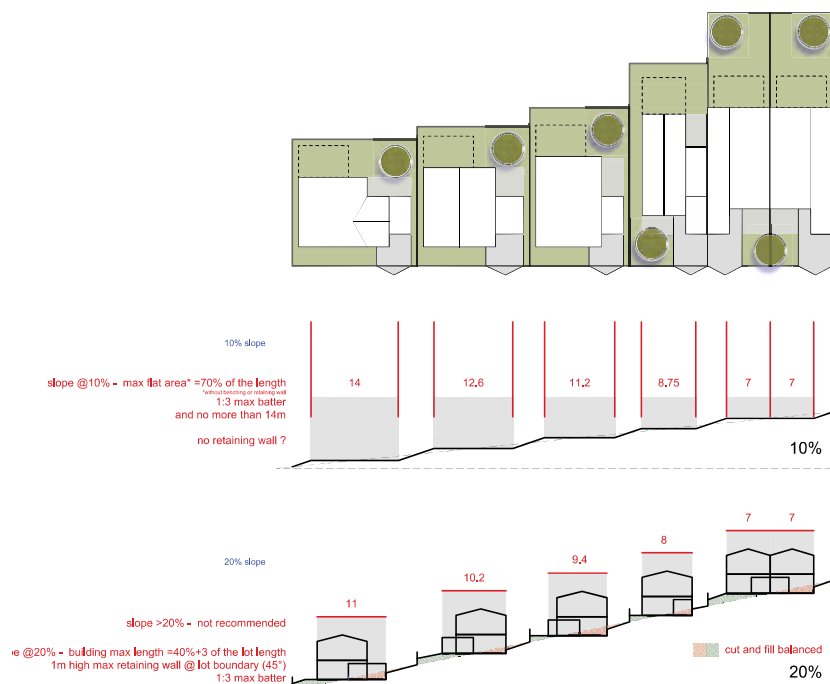 10% slope
slope @10% - max flat area* =70% of the length
*without benching or retaining wall
1:3 max batter
and no more than 14m
no retaining wall ?
14 12.6 11.2 8.75 7 7
10%
20% slope
11 10.2 9.4 8 7 7
slope >20% - not recommended
@20% - building max length =40%+3 of the lot length
1m high max retaining wall @ lot boundary (45°)
1:3 max batter
cut and fill balanced
20%